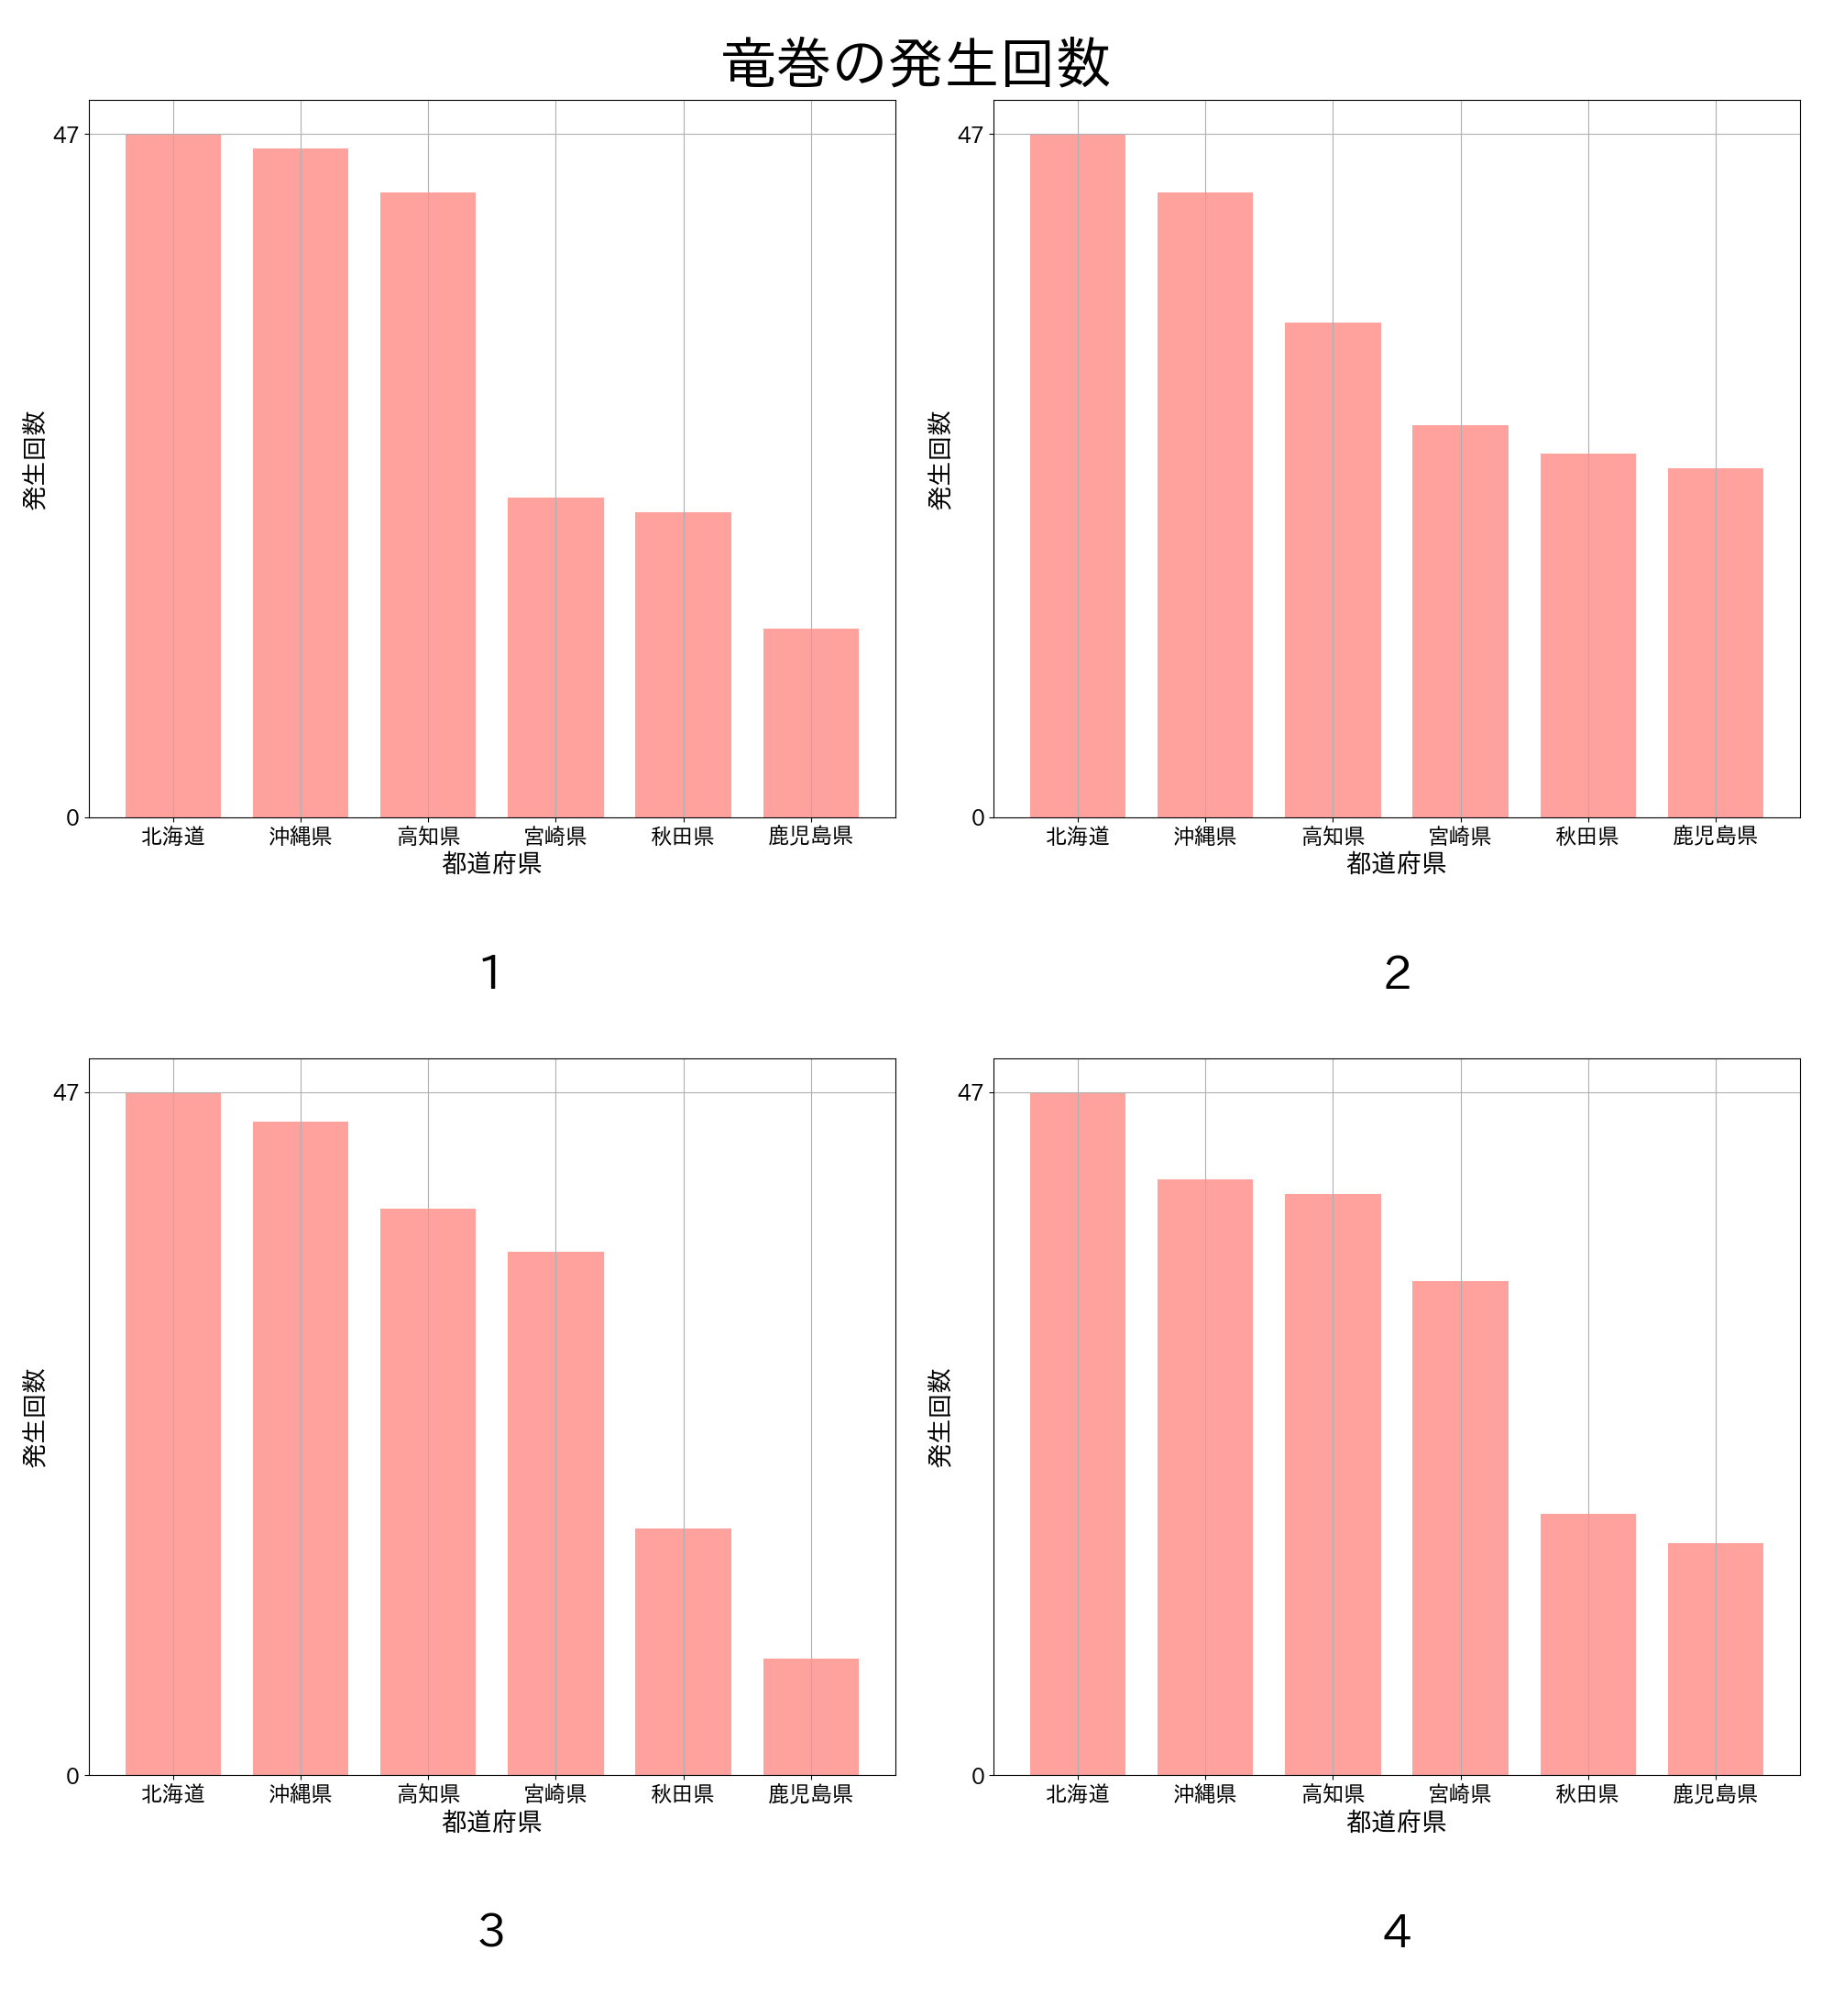 竜巻の発生回数
47
0
発生回数
北海道 沖縄県 高知県 宮崎県 秋田県 鹿児島県
都道府県
1
47
0
発生回数
北海道 沖縄県 高知県 宮崎県 秋田県 鹿児島県
都道府県
2
47
0
発生回数
北海道 沖縄県 高知県 宮崎県 秋田県 鹿児島県
都道府県
3
47
0
発生回数
北海道 沖縄県 高知県 宮崎県 秋田県 鹿児島県
都道府県
4